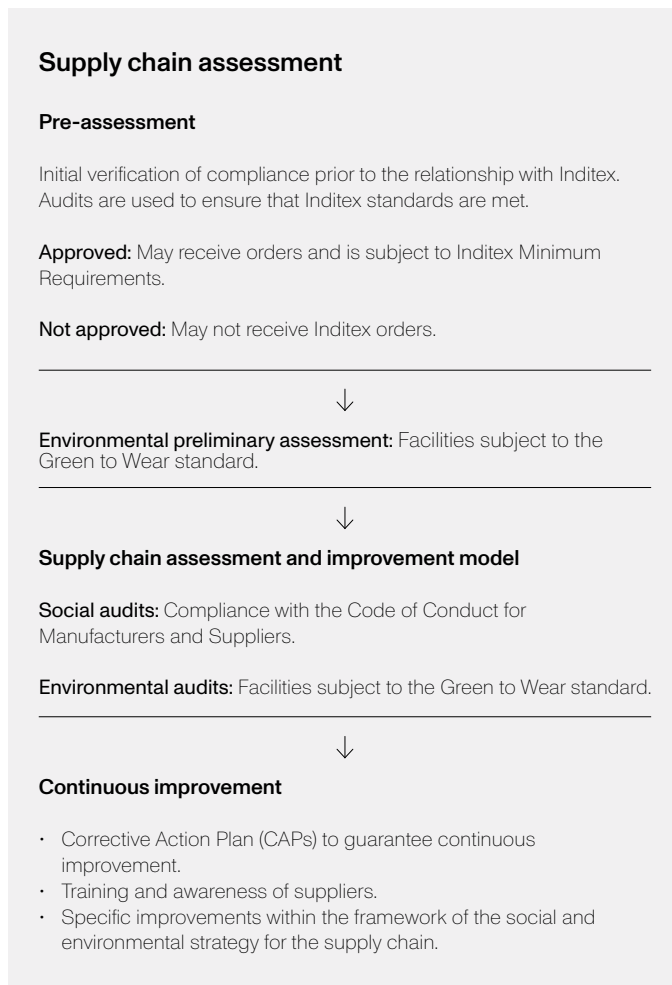 Supply chain assessment
Pre-assessment
Initial verification of compliance prior to the relationship with Inditex.
Audits are used to ensure that Inditex standards are met.
Approved: May receive orders and is subject to Inditex Minimum
Requirements.
Not approved: May not receive Inditex orders.
Environmental preliminary assessment: Facilities subject to the
Green to Wear standard.
Supply chain assessment and improvement model
Social audits: Compliance with the Code of Conduct for
Manufacturers and Suppliers.
Environmental audits: Facilities subject to the Green to Wear standard.
Continuous improvement
• Corrective Action Plan (CAPs) to guarantee continuous
improvement.
• Training and awareness of suppliers.
• Specific improvements within the framework of the social and
environmental strategy for the supply chain.